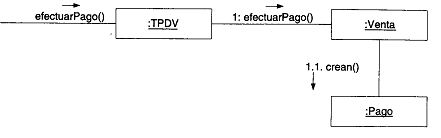 efectuarPago()
:TPDV
1: efectuarPago()
:Venta
1.1. crean()
:Pago